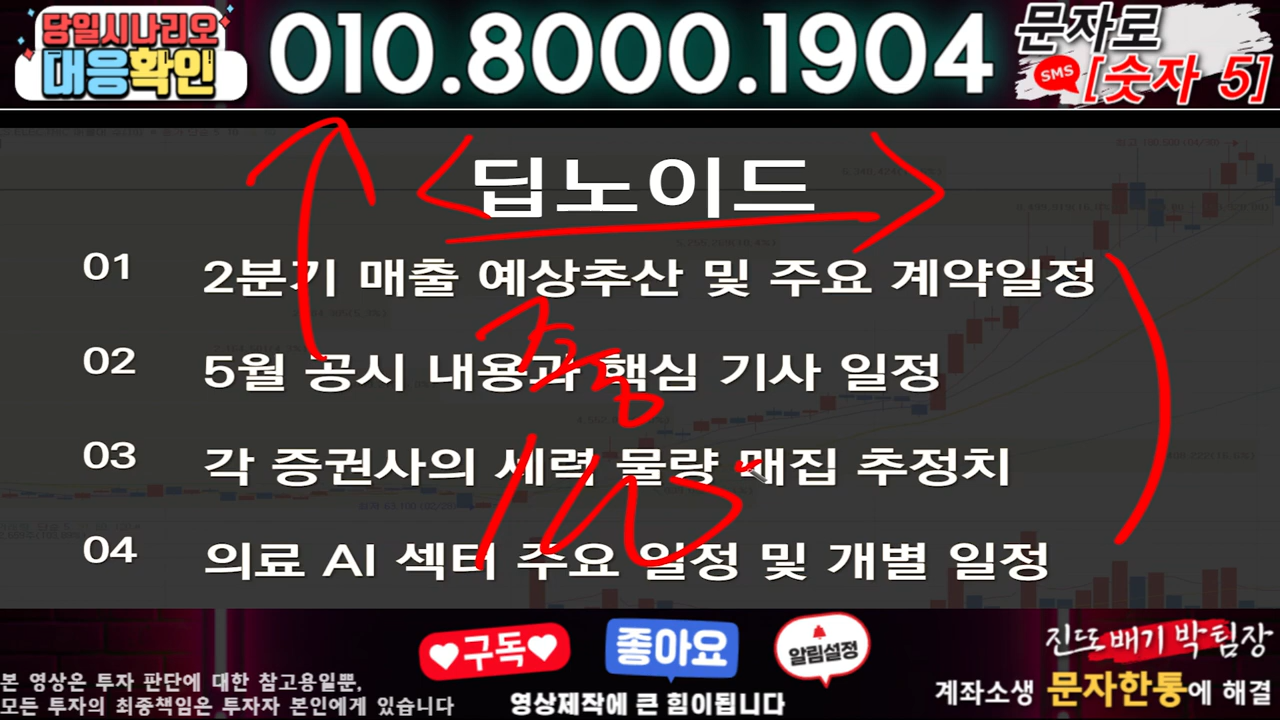 당일시나리오
대응확인
010.8000.1904
문자로
SMS [숫자 5]
딥노이드
01 2분기 매출 예상추산 및 주요 계약일정
02 5월 공시 내용과 핵심 기사 일정
03 각 증권사의 세력 물량 매집 추정치
04 의료 AI 섹터 주요 일정 및 개별 일정
구독
좋아요
알림설정
영상제작에 큰 힘이됩니다
본 영상은 투자 판단에 대한 참고용일뿐,
모든 투자의 최종책임은 투자자 본인에게 있습니다
진또배기 박팀장
계좌소생 문자한통에 해결